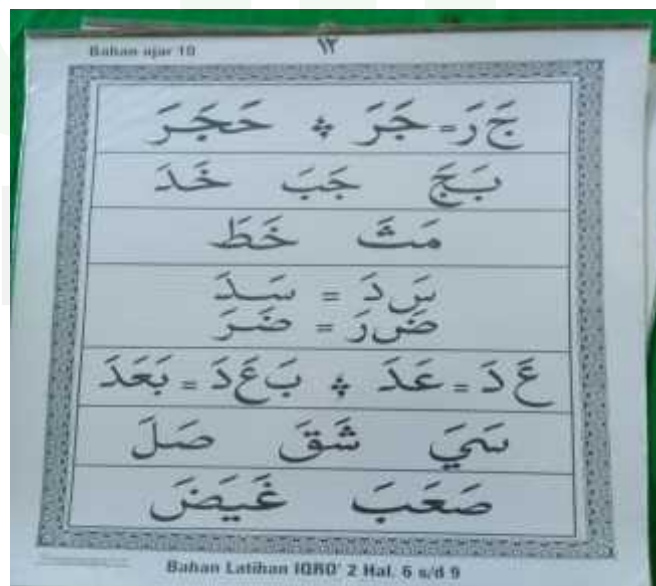 Bahan ajar 10 ١٢
جَ رَ = جَرَ ÷ حَجَرَ
بَجَ جَبَ خَدَ
مَثَ خَطَ
سَ دَ = سَدَ
ضَ رَ = ضَرَ
عَ دَ = عَدَ ÷ بَ عَ دَ = بَعَدَ
سَيَ شَقَ صَلَ
صَعَبَ غَيَضَ
Bahan Latihan IQRO' 2 Hal. 6 s/d 9